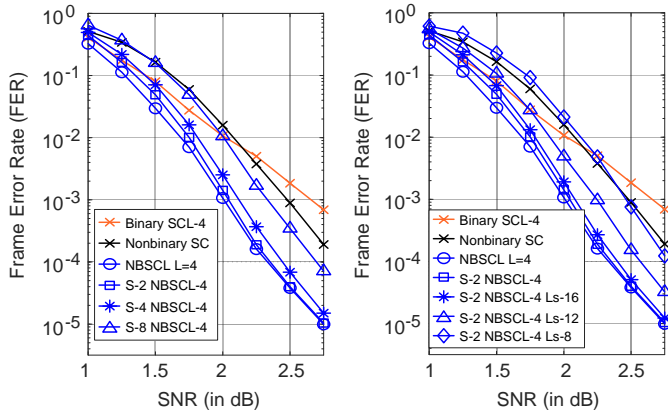 10^0
10^-1
10^-2
10^-3
10^-4
10^-5
Frame Error Rate (FER)
Binary SCL-4
Nonbinary SC
NBSCL L=4
S-2 NBSCL-4
S-4 NBSCL-4
S-8 NBSCL-4
1 1.5 2 2.5
SNR (in dB)
10^0
10^-1
10^-2
10^-3
10^-4
10^-5
Frame Error Rate (FER)
Binary SCL-4
Nonbinary SC
NBSCL L=4
S-2 NBSCL-4
S-2 NBSCL-4 Ls-16
S-2 NBSCL-4 Ls-12
S-2 NBSCL-4 Ls-8
1 1.5 2 2.5
SNR (in dB)